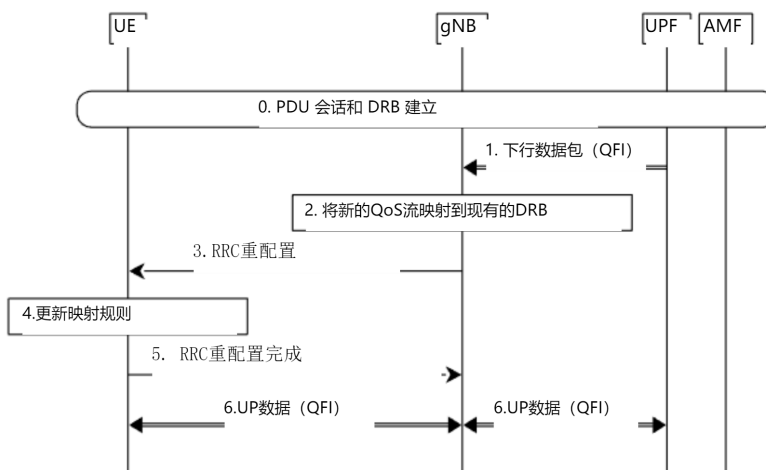 UE
gNB
UPF
AMF
0. PDU 会话和 DRB 建立
1. 下行数据包（QFI）
2. 将新的QoS流映射到现有的DRB
3.RRC重配置
4.更新映射规则
5. RRC重配置完成
6.UP数据（QFI）
6.UP数据（QFI）